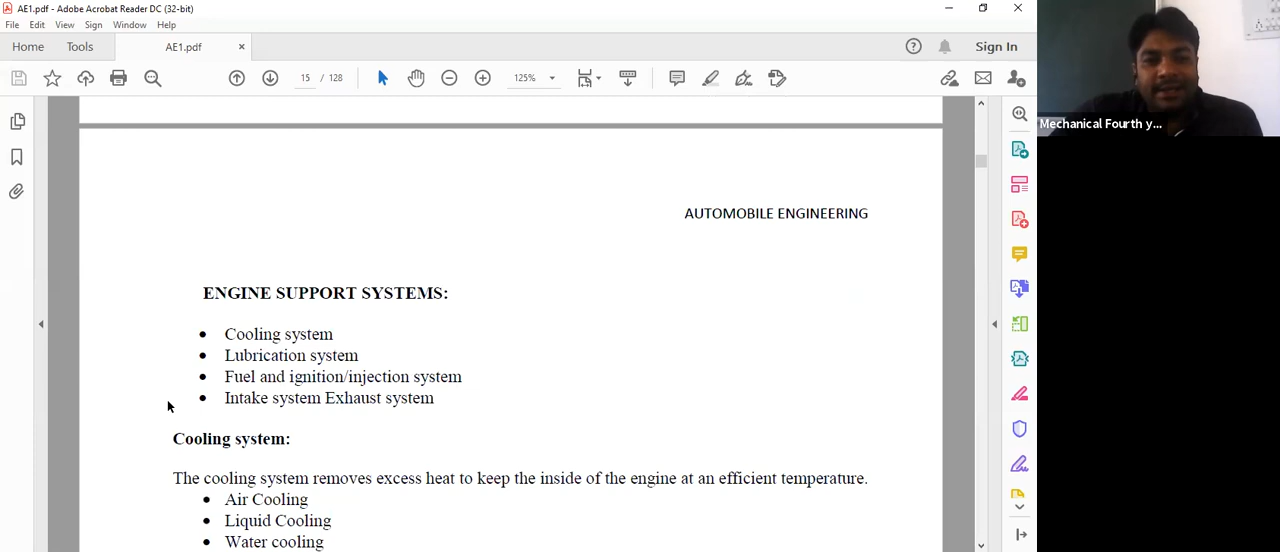 AE1.pdf - Adobe Acrobat Reader DC (32-bit)
File Edit View Sign Window Help
Home Tools AE1.pdf × Sign In
15 / 128 125%
Mechanical Fourth y...
AUTOMOBILE ENGINEERING
ENGINE SUPPORT SYSTEMS:
• Cooling system
• Lubrication system
• Fuel and ignition/injection system
• Intake system Exhaust system
Cooling system:
The cooling system removes excess heat to keep the inside of the engine at an efficient temperature.
• Air Cooling
• Liquid Cooling
• Water cooling